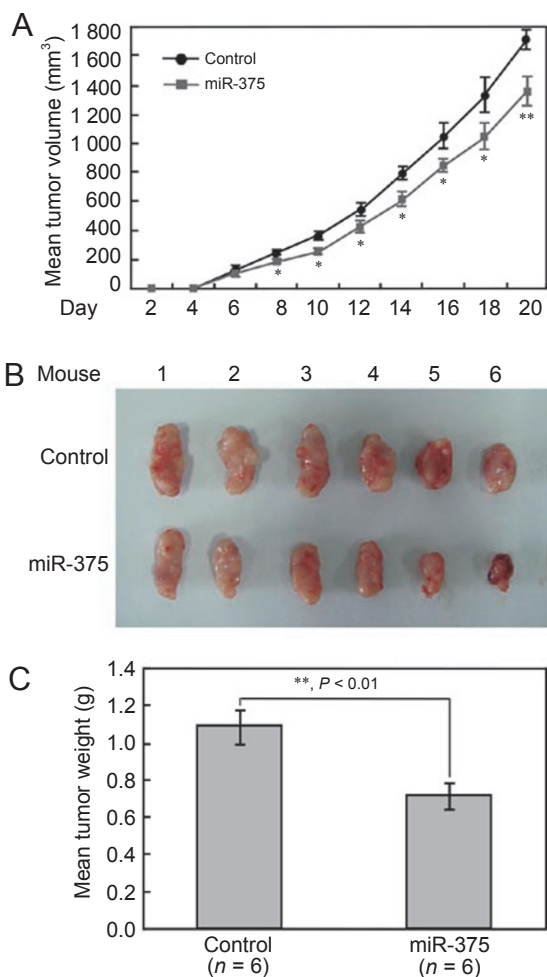 A
Mean tumor volume (mm³)
1 800
1 600
1 400
1 200
1 000
800
600
400
200
0
Control
miR-375
*
*
*
*
*
*
**
Day
2
4
6
8
10
12
14
16
18
20
B
Mouse
1
2
3
4
5
6
Control
miR-375
C
Mean tumor weight (g)
1.4
1.2
1.0
0.8
0.6
0.4
0.2
0.0
**, P < 0.01
Control
(n = 6)
miR-375
(n = 6)